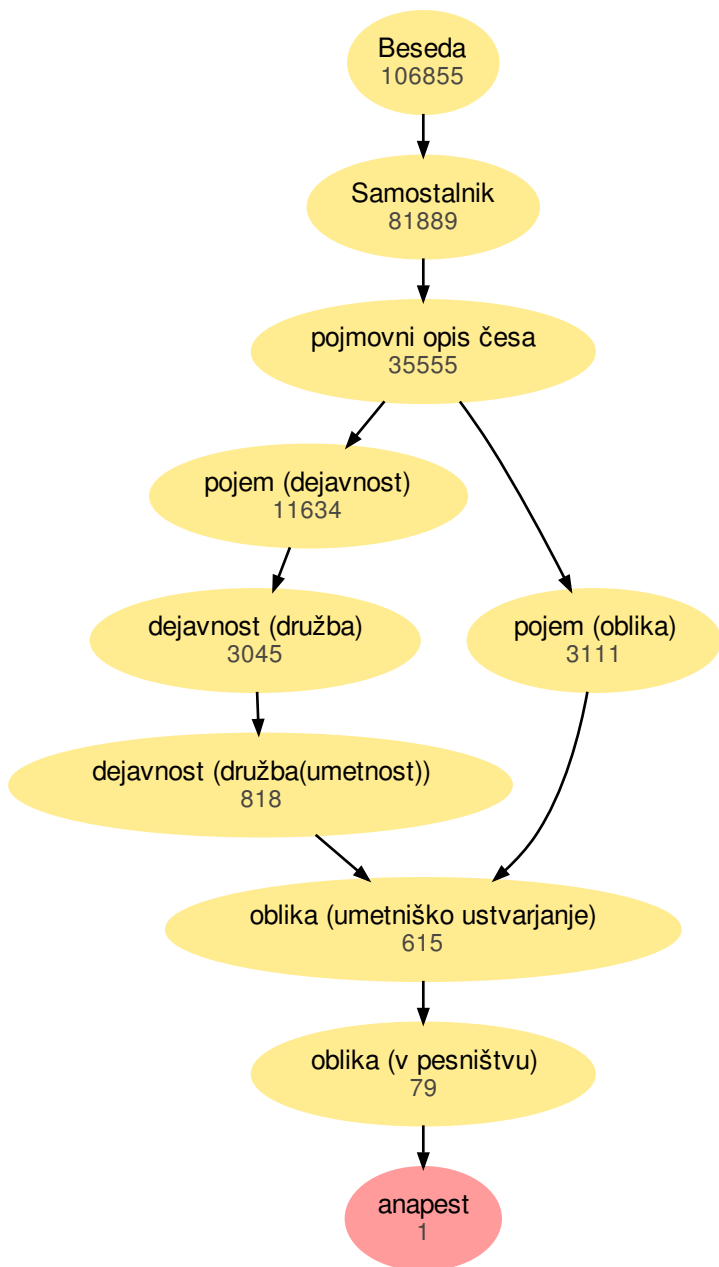 Beseda
106855
Samostalnik
81889
pojmovni opis česa
35555
pojem (dejavnost)
11634
dejavnost (družba)
3045
pojem (oblika)
3111
dejavnost (družba(umetnost))
818
oblika (umetniško ustvarjanje)
615
oblika (v pesništvu)
79
anapest
1